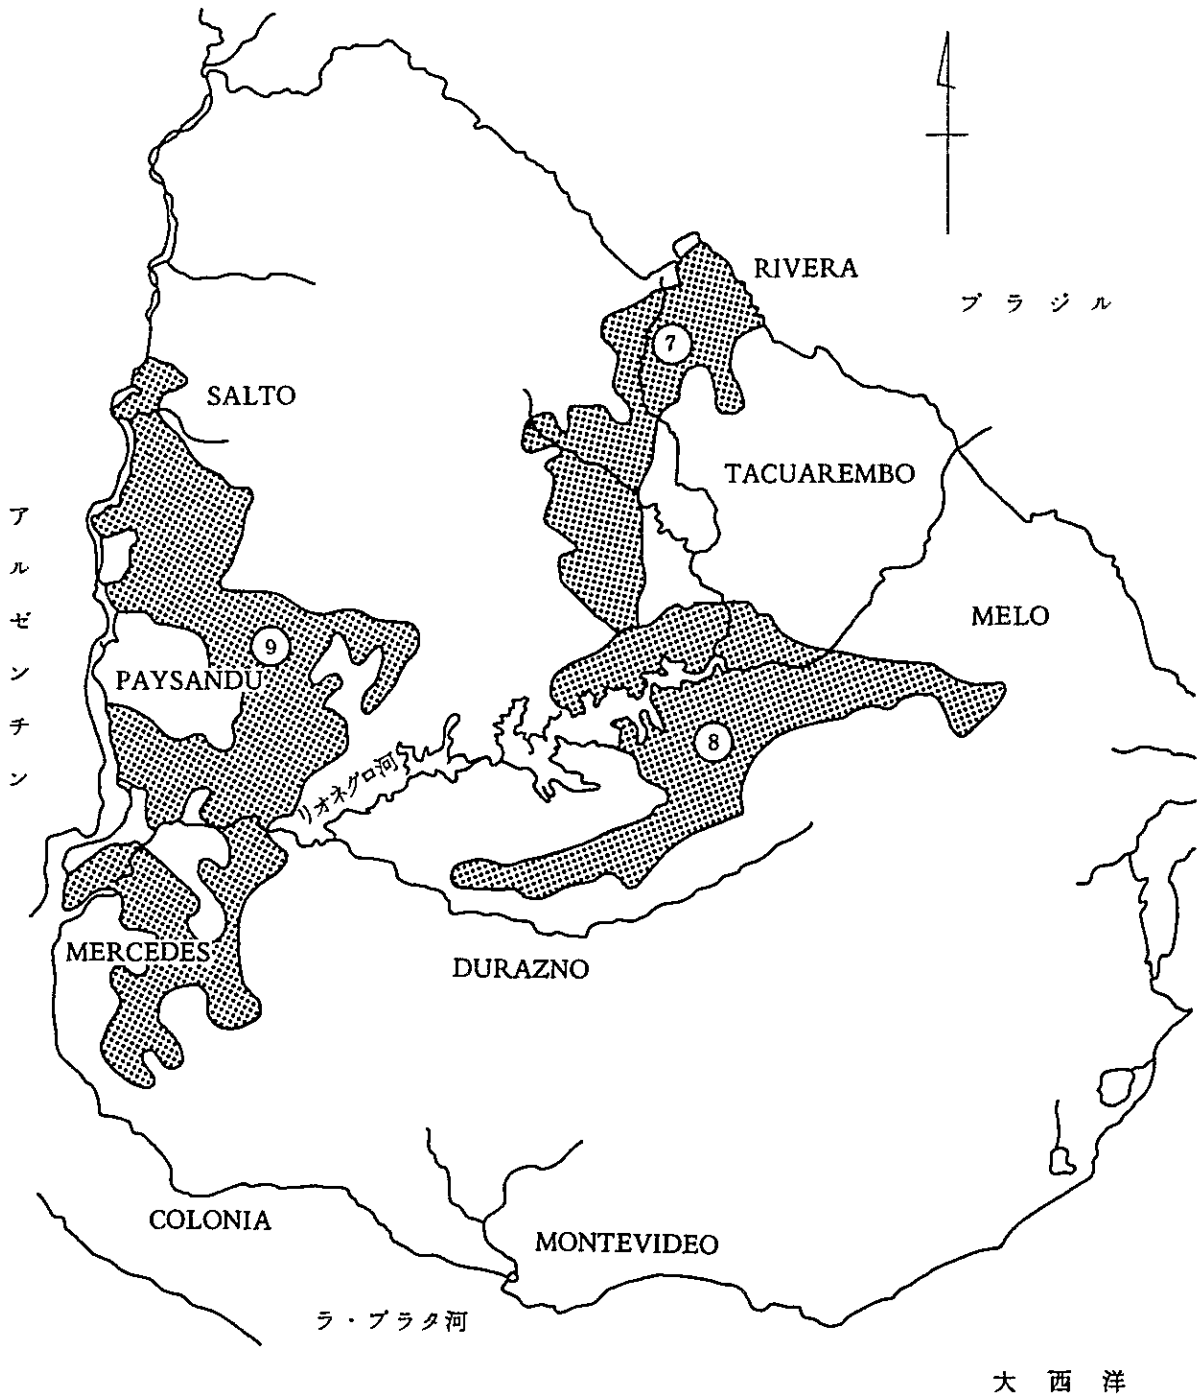 RIVERA
ブラジル
7
SALTO
TACUAREMBO
アルゼンチン
MELO
9
PAYSANDU
8
リオネグロ河
MERCEDES
DURAZNO
COLONIA
MONTEVIDEO
ラ・プラタ河
大西洋